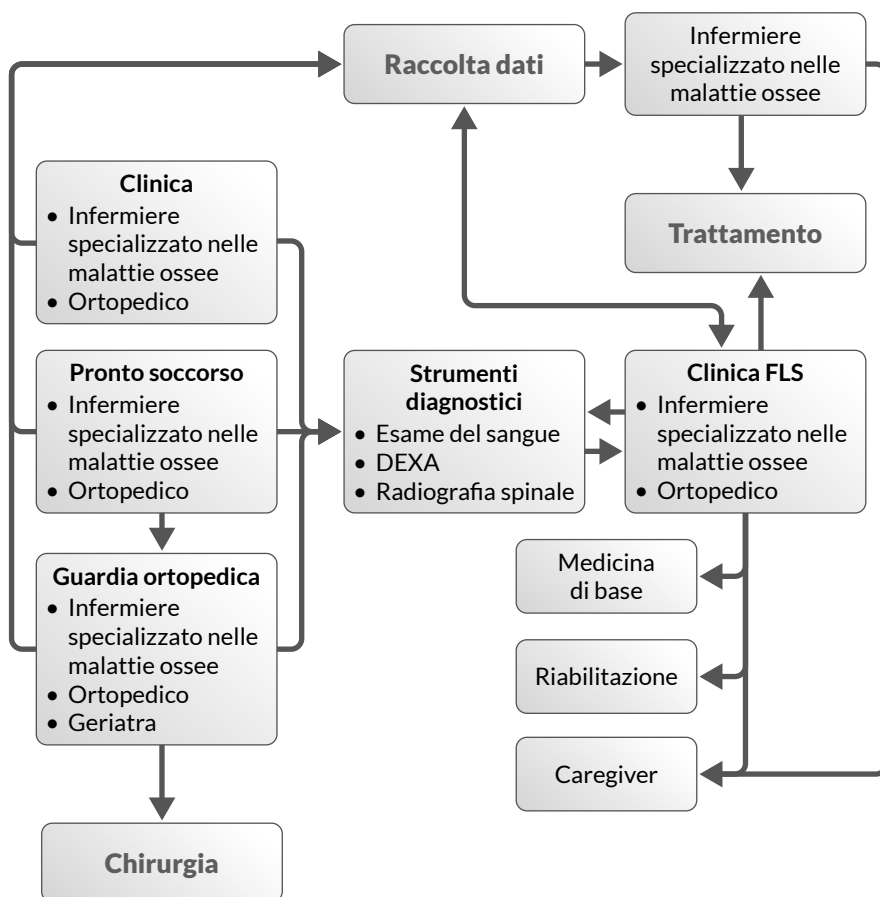 Raccolta dati
Infermiere
specializzato nelle
malattie ossee
Clinica
• Infermiere
specializzato nelle
malattie ossee
• Ortopedico
Trattamento
Pronto soccorso
• Infermiere
specializzato nelle
malattie ossee
• Ortopedico
Strumenti
diagnostici
• Esame del sangue
• DEXA
• Radiografia spinale
Clinica FLS
• Infermiere
specializzato nelle
malattie ossee
• Ortopedico
Guardia ortopedica
• Infermiere
specializzato nelle
malattie ossee
• Ortopedico
• Geriatra
Medicina
di base
Riabilitazione
Caregiver
Chirurgia